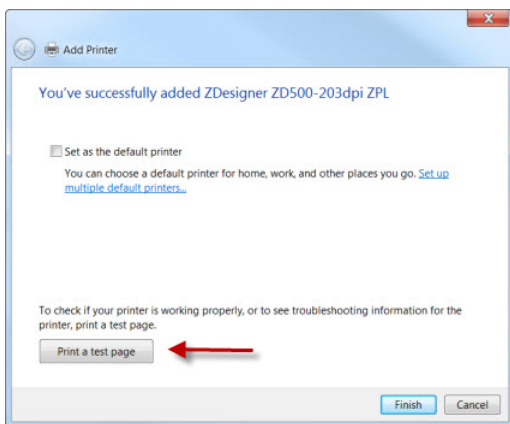 Add Printer
You've successfully added ZDesigner ZD500-203dpi ZPL
Set as the default printer
You can choose a default printer for home, work, and other places you go. Set up
multiple default printers...
To check if your printer is working properly, or to see troubleshooting information for the
printer, print a test page.
Print a test page
Finish Cancel